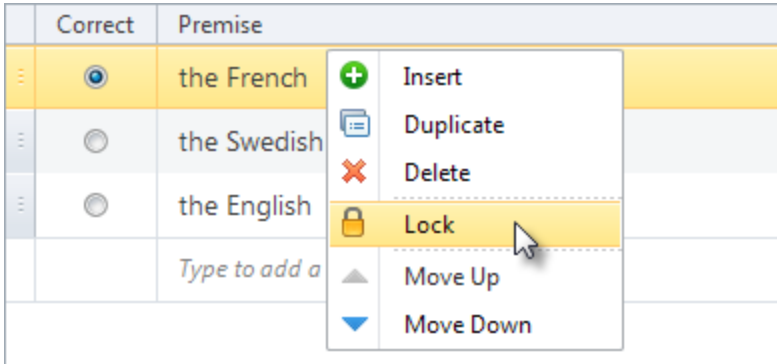 Correct Premise
the French
the Swedish
the English
Type to add a
Insert
Duplicate
Delete
Lock
Move Up
Move Down